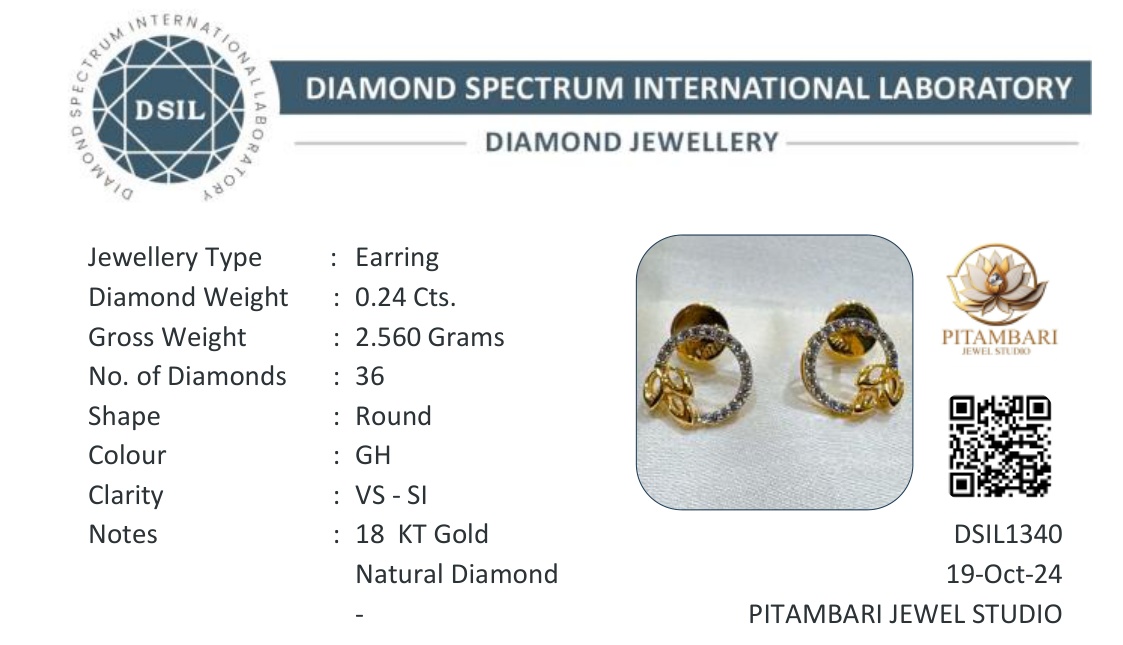 DIAMOND SPECTRUM INTERNATIONAL LABORATORY
DSIL
DIAMOND SPECTRUM INTERNATIONAL LABORATORY
DIAMOND JEWELLERY
Jewellery Type : Earring
Diamond Weight : 0.24 Cts.
Gross Weight : 2.560 Grams
No. of Diamonds : 36
Shape : Round
Colour : GH
Clarity : VS - SI
Notes : 18 KT Gold
Natural Diamond
-
PITAMBARI
JEWEL STUDIO
DSIL1340
19-Oct-24
PITAMBARI JEWEL STUDIO